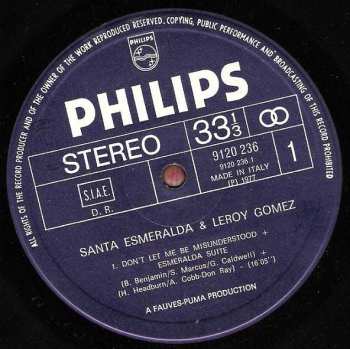 ALL RIGHTS OF THE RECORD PRODUCER AND OF THE OWNER OF THE WORK REPRODUCED RESERVED. COPYING, PUBLIC PERFORMANCE AND BROADCASTING OF THIS RECORD PROHIBITED.
PHILIPS
PHILIPS
STEREO
33 1/3
S.I.A.E.
D. R.
9120 236
9120 236.1
MADE IN ITALY
(P) 1977
1
SANTA ESMERALDA & LEROY GOMEZ
1. DON'T LET ME BE MISUNDERSTOOD +
ESMERALDA SUITE
(B. Benjamin/S. Marcus/G. Caldwell) +
(H. Headburn/A. Cobb-Don Ray) - (16'05")
A FAUVES-PUMA PRODUCTION